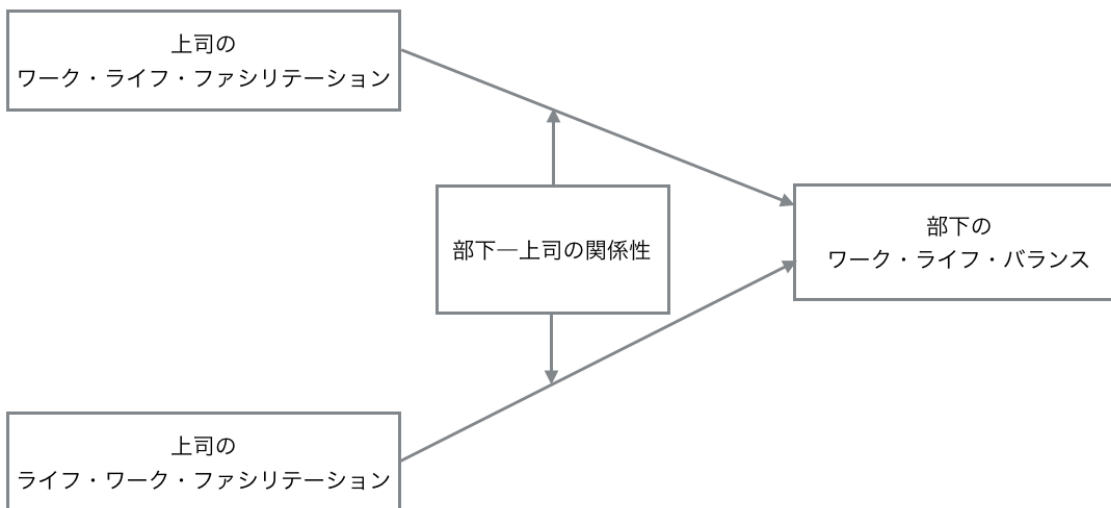 上司の
ワーク・ライフ・ファシリテーション
部下―上司の関係性
部下の
ワーク・ライフ・バランス
上司の
ライフ・ワーク・ファシリテーション